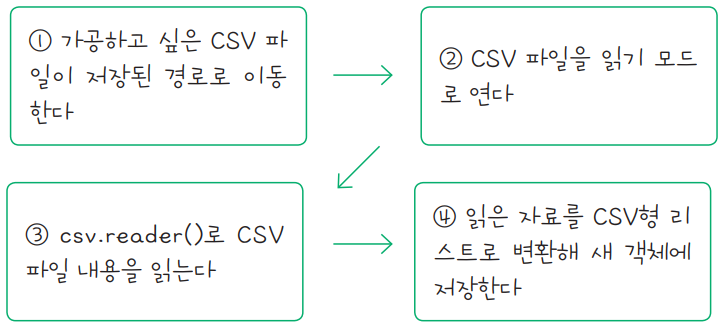 ① 가공하고 싶은 CSV 파
일이 저장된 경로로 이동
한다
② CSV 파일을 읽기 모드
로 연다
③ csv.reader()로 CSV
파일 내용을 읽는다
④ 읽은 자료를 CSV형 리
스트로 변환해 새 객체에
저장한다